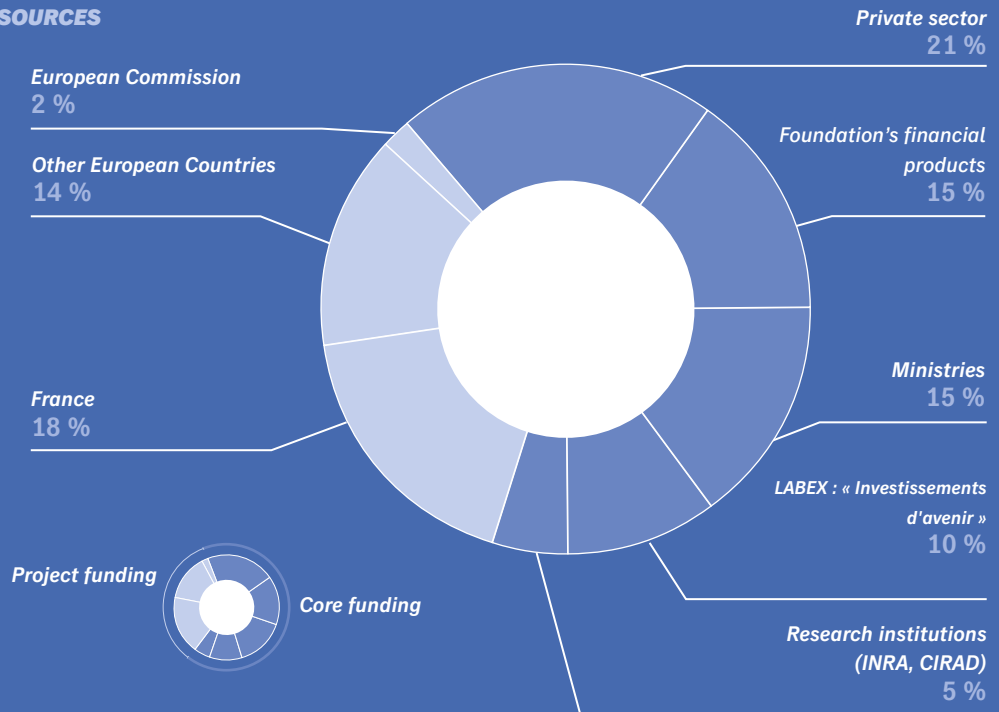 SOURCES
Private sector
21 %
European Commission
2 %
Foundation's financial
products
15 %
Other European Countries
14 %
Ministries
15 %
France
18 %
LABEX : « Investissements
d'avenir »
10 %
Project funding
Core funding
Research institutions
(INRA, CIRAD)
5 %